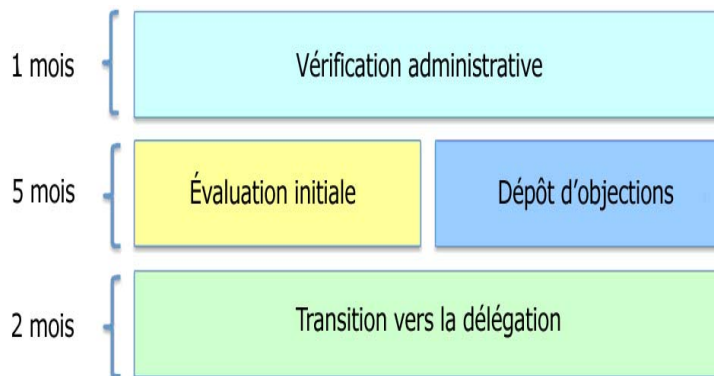 1 mois
Vérification administrative
5 mois
Évaluation initiale
Dépôt d’objections
2 mois
Transition vers la délégation